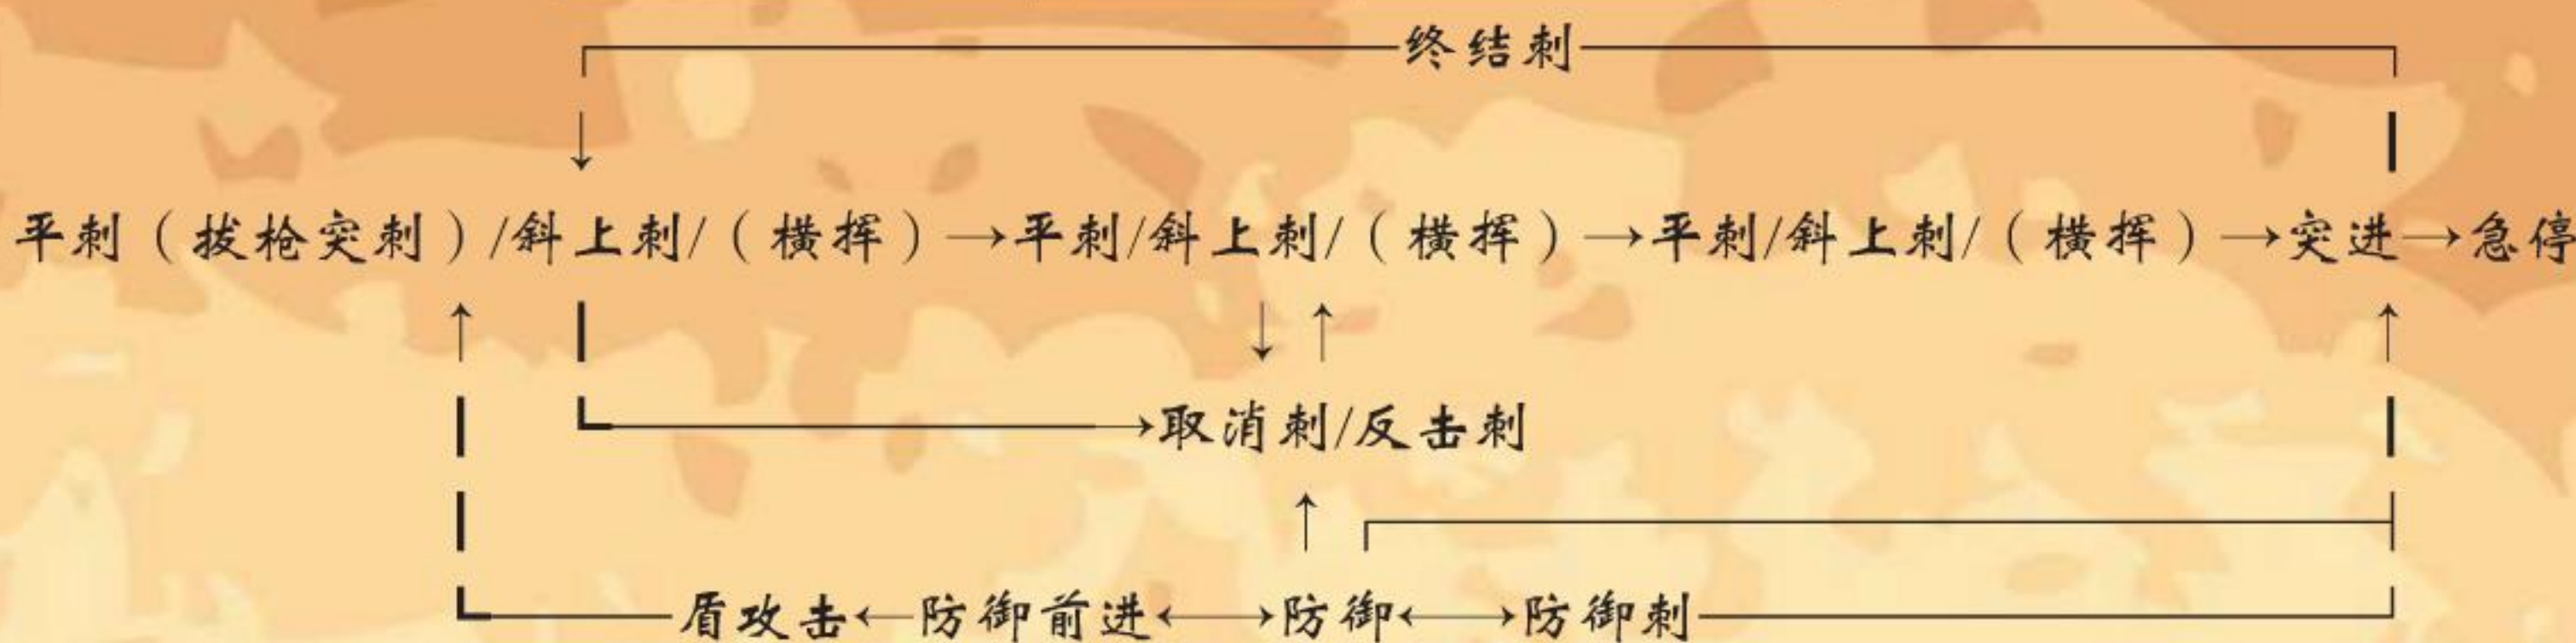 终结刺
平刺（拔枪突刺）/斜上刺/（横挥）→平刺/斜上刺/（横挥）→平刺/斜上刺/（横挥）→突进→急停
取消刺/反击刺
盾攻击←防御前进←→防御←→防御刺